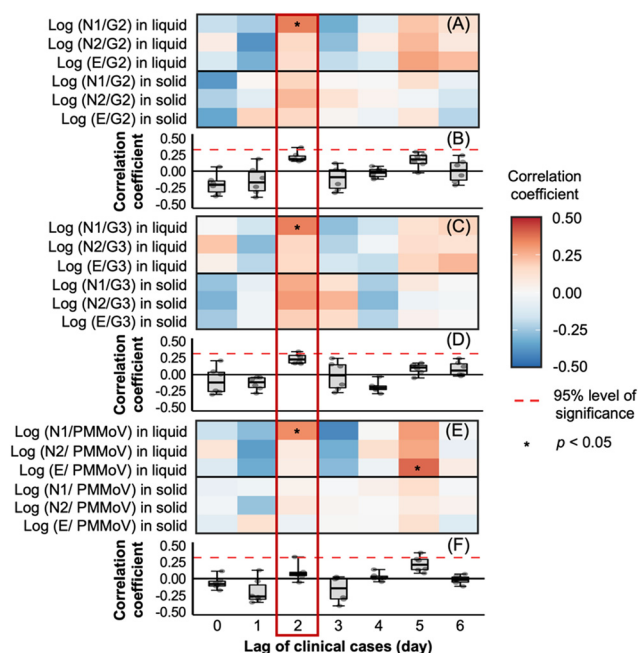 Log (N1/G2) in liquid
Log (N2/G2) in liquid
Log (E/G2) in liquid
Log (N1/G2) in solid
Log (N2/G2) in solid
Log (E/G2) in solid
(A)
*
Correlation
coefficient
0.50
0.25
0.00
-0.25
-0.50
(B)
Log (N1/G3) in liquid
Log (N2/G3) in liquid
Log (E/G3) in liquid
Log (N1/G3) in solid
Log (N2/G3) in solid
Log (E/G3) in solid
(C)
*
Correlation
coefficient
0.50
0.25
0.00
-0.25
-0.50
(D)
Log (N1/PMMoV) in liquid
Log (N2/ PMMoV) in liquid
Log (E/ PMMoV) in liquid
Log (N1/ PMMoV) in solid
Log (N2/ PMMoV) in solid
Log (E/ PMMoV) in solid
(E)
*
*
Correlation
coefficient
0.50
0.25
0.00
-0.25
-0.50
(F)
0 1 2 3 4 5 6
Lag of clinical cases (day)
Correlation
coefficient
0.50
0.25
0.00
-0.25
-0.50
95% level of
significance
* p < 0.05